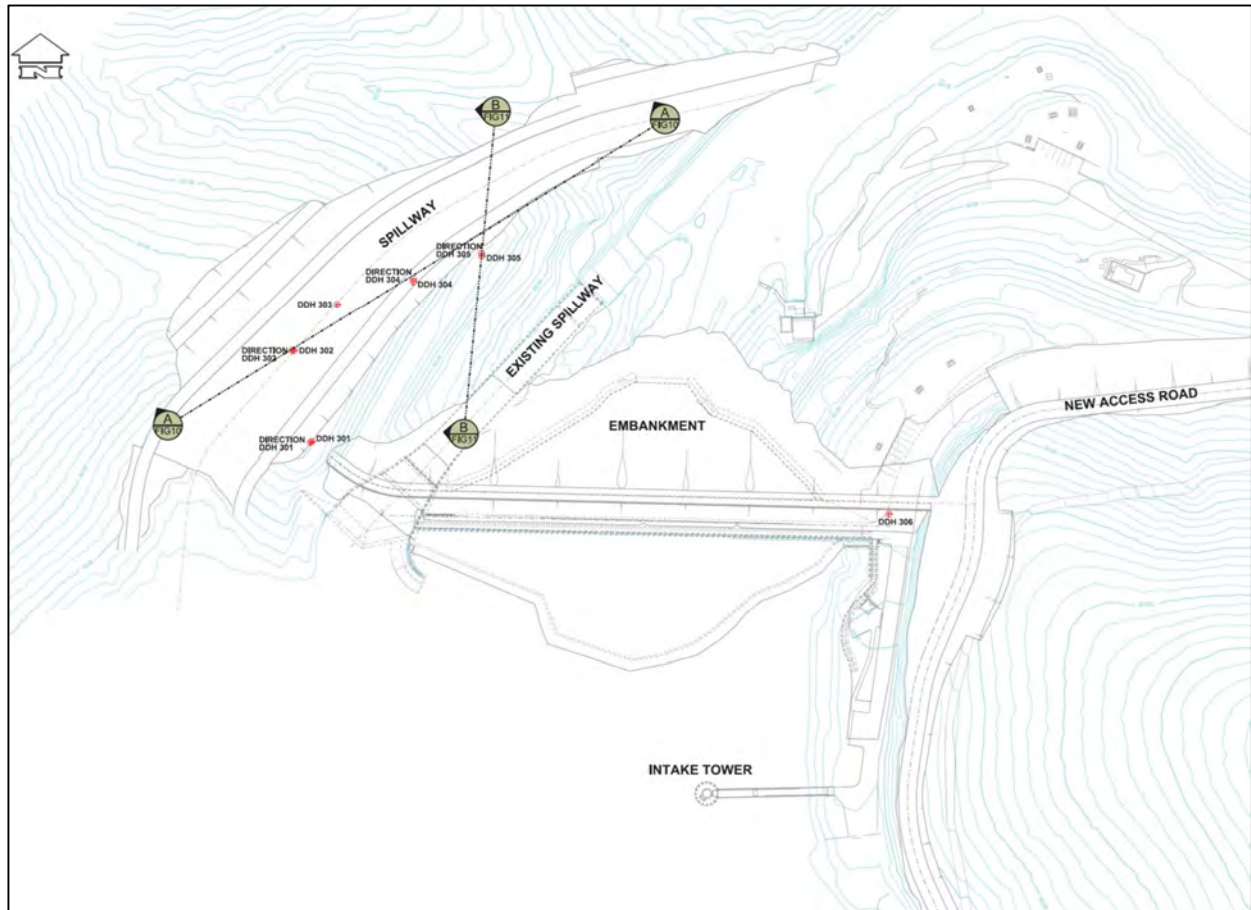 N
B
FIG11
A
FIG10
SPILLWAY
DIRECTION
DDH 305
DDH 305
DIRECTION
DDH 304
DDH 304
DDH 303
EXISTING SPILLWAY
DIRECTION
DDH 302
DDH 302
A
FIG10
DIRECTION
DDH 301
DDH 301
B
FIG11
EMBANKMENT
NEW ACCESS ROAD
DDH 306
INTAKE TOWER